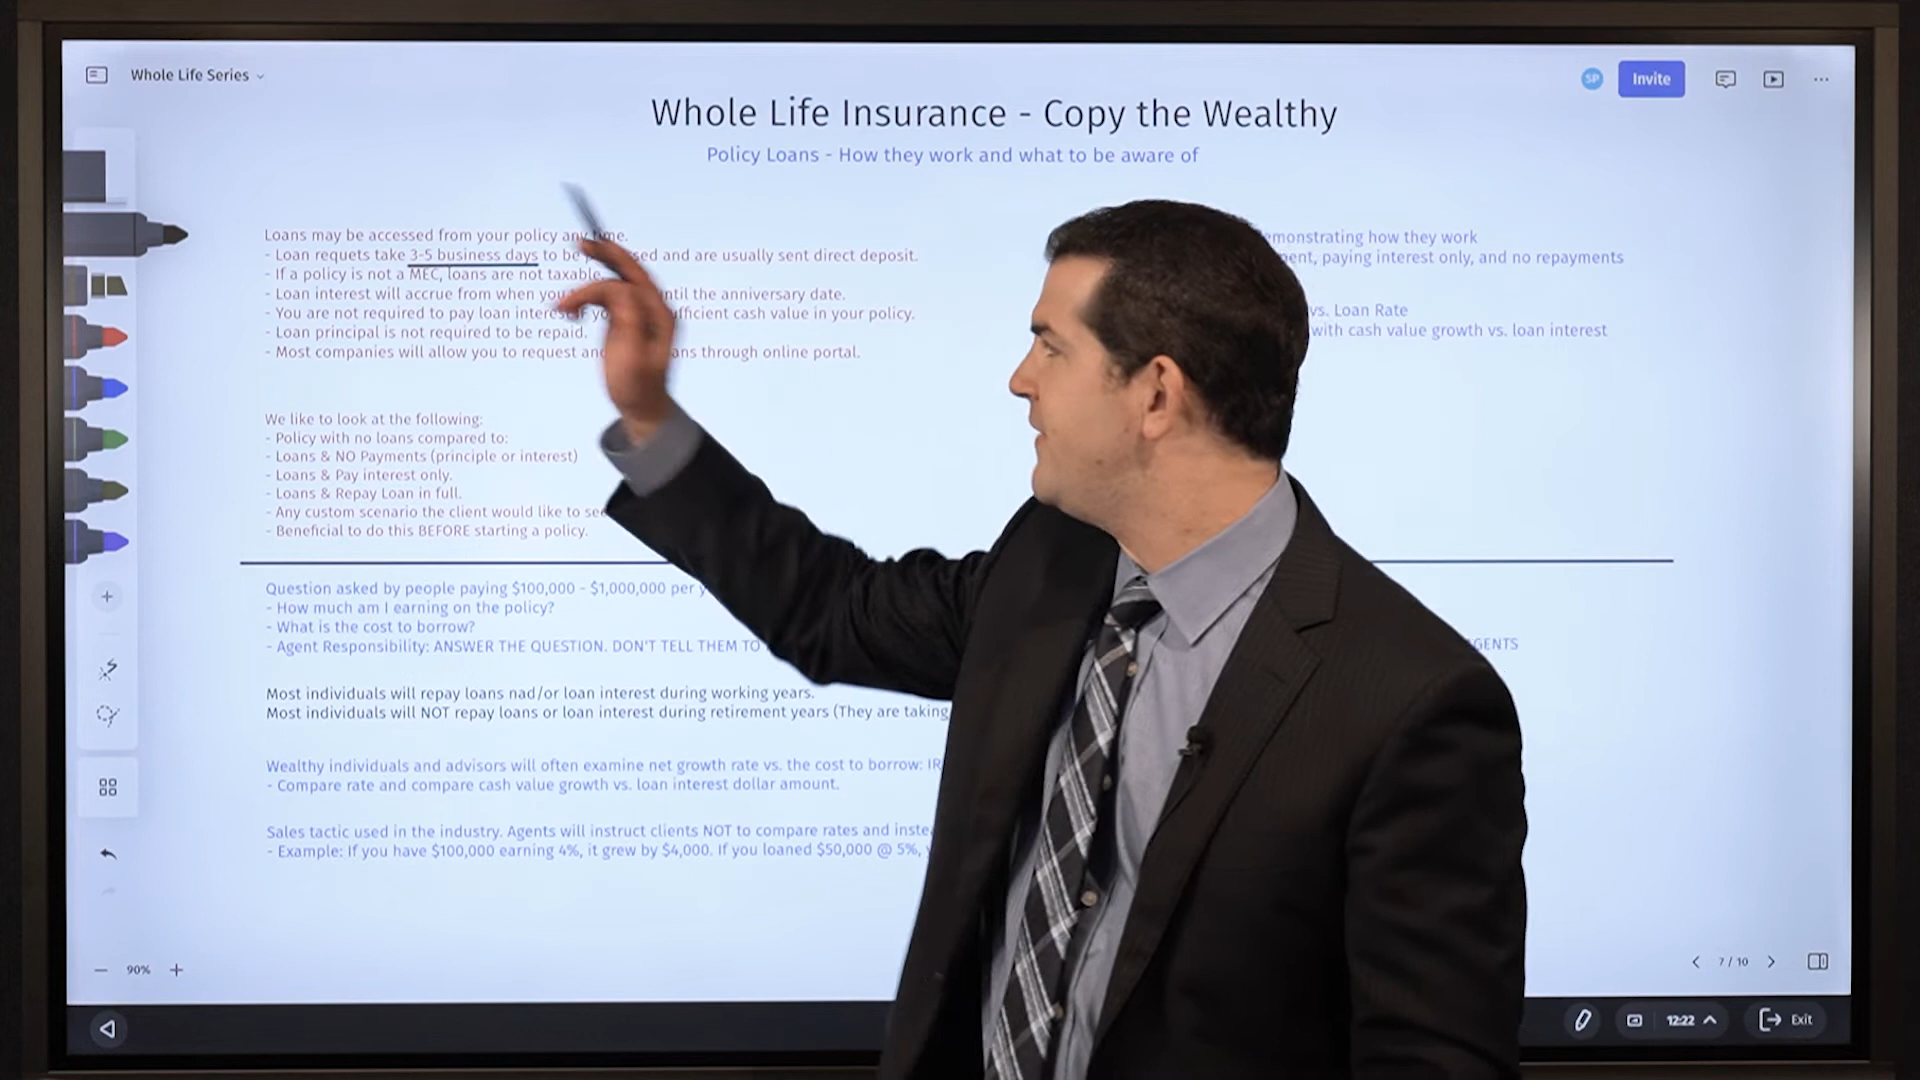 Whole Life Series
SP
Invite
Whole Life Insurance - Copy the Wealthy
Policy Loans - How they work and what to be aware of
Loans may be accessed from your policy any time.
- Loan requets take 3-5 business days to be and are usually sent direct deposit.
- If a policy is not a MEC, loans are not taxable.
- Loan interest will accrue from when you until the anniversary date.
- You are not required to pay loan interest IF sufficient cash value in your policy.
- Loan principal is not required to be repaid.
- Most companies will allow you to request and through online portal.
We like to look at the following:
- Policy with no loans compared to:
- Loans & NO Payments (principle or interest)
- Loans & Pay interest only.
- Loans & Repay Loan in full.
- Any custom scenario the client would like to see
- Beneficial to do this BEFORE starting a policy.
demonstrating how they work
paying interest only, and no repayments
vs. Loan Rate
with cash value growth vs. loan interest
Question asked by people paying $100,000 - $1,000,000 per
- How much am I earning on the policy?
- What is the cost to borrow?
- Agent Responsibility: ANSWER THE QUESTION. DON'T TELL THEM TO AGENTS
Most individuals will repay loans nad/or loan interest during working years.
Most individuals will NOT repay loans or loan interest during retirement years (They are taking
Wealthy individuals and advisors will often examine net growth rate vs. the cost to borrow:
- Compare rate and compare cash value growth vs. loan interest dollar amount.
Sales tactic used in the industry. Agents will instruct clients NOT to compare rates and
- Example: If you have $100,000 earning 4%, it grew by $4,000. If you loaned $50,000 @ 5%,
90%
7 / 10
12:22
Exit